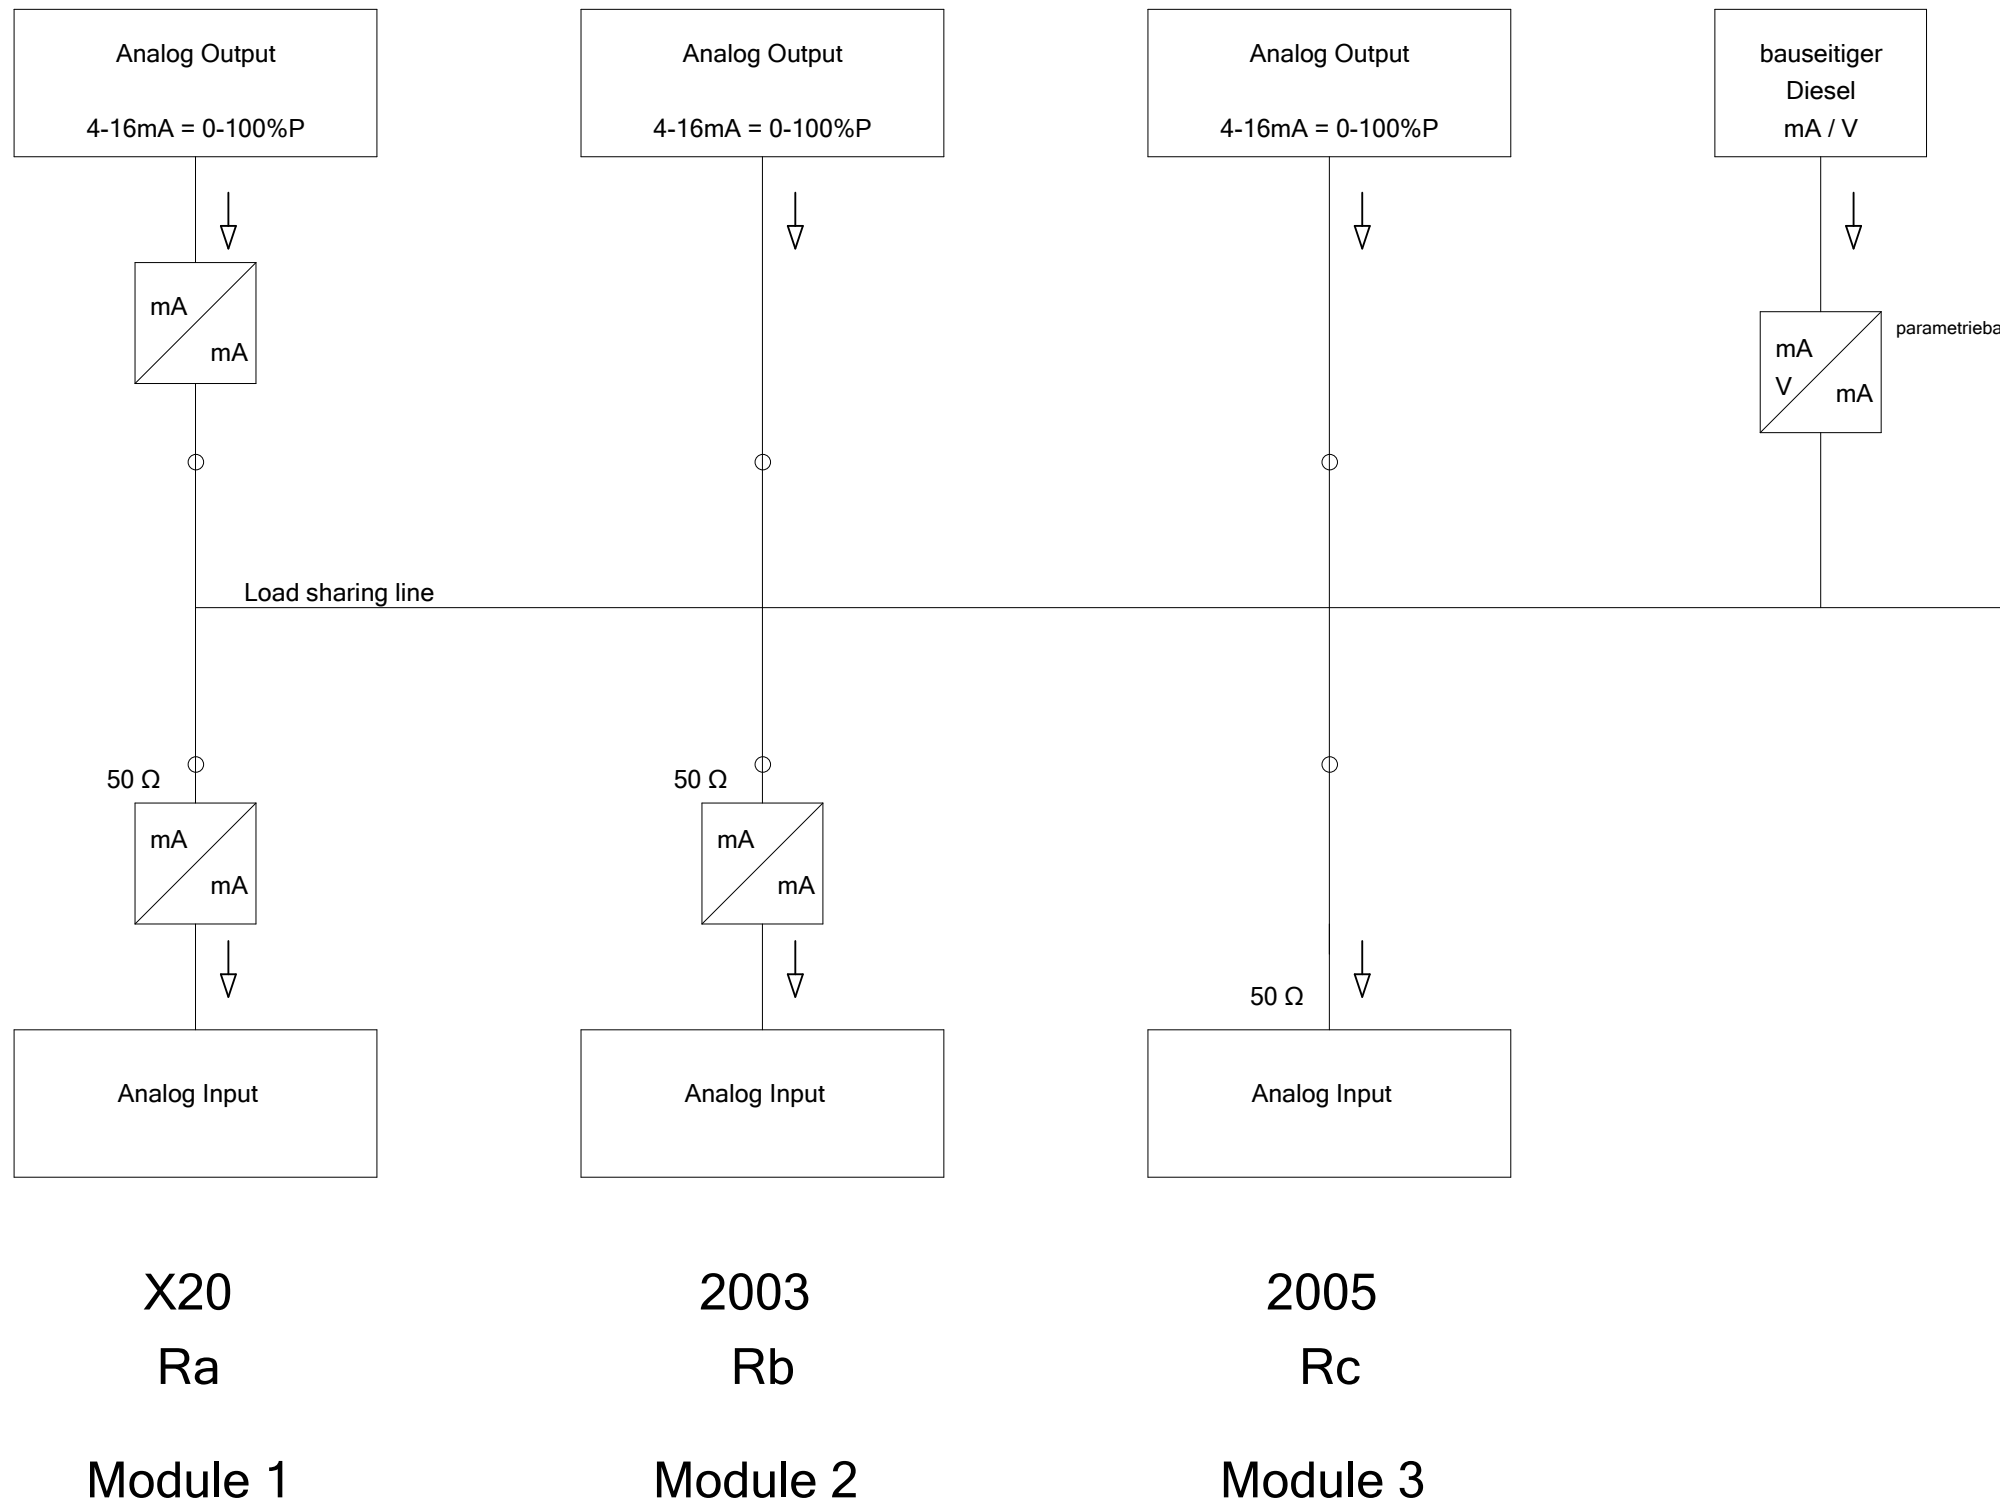 Analog Output
4-16mA = 0-100%P
Analog Output
4-16mA = 0-100%P
Analog Output
4-16mA = 0-100%P
bauseitiger
Diesel
mA / V
mA
mA
mA
V
mA
parametrieba
Load sharing line
50 Ω
mA
mA
50 Ω
mA
mA
50 Ω
Analog Input
Analog Input
Analog Input
X20
Ra
Module 1
2003
Rb
Module 2
2005
Rc
Module 3